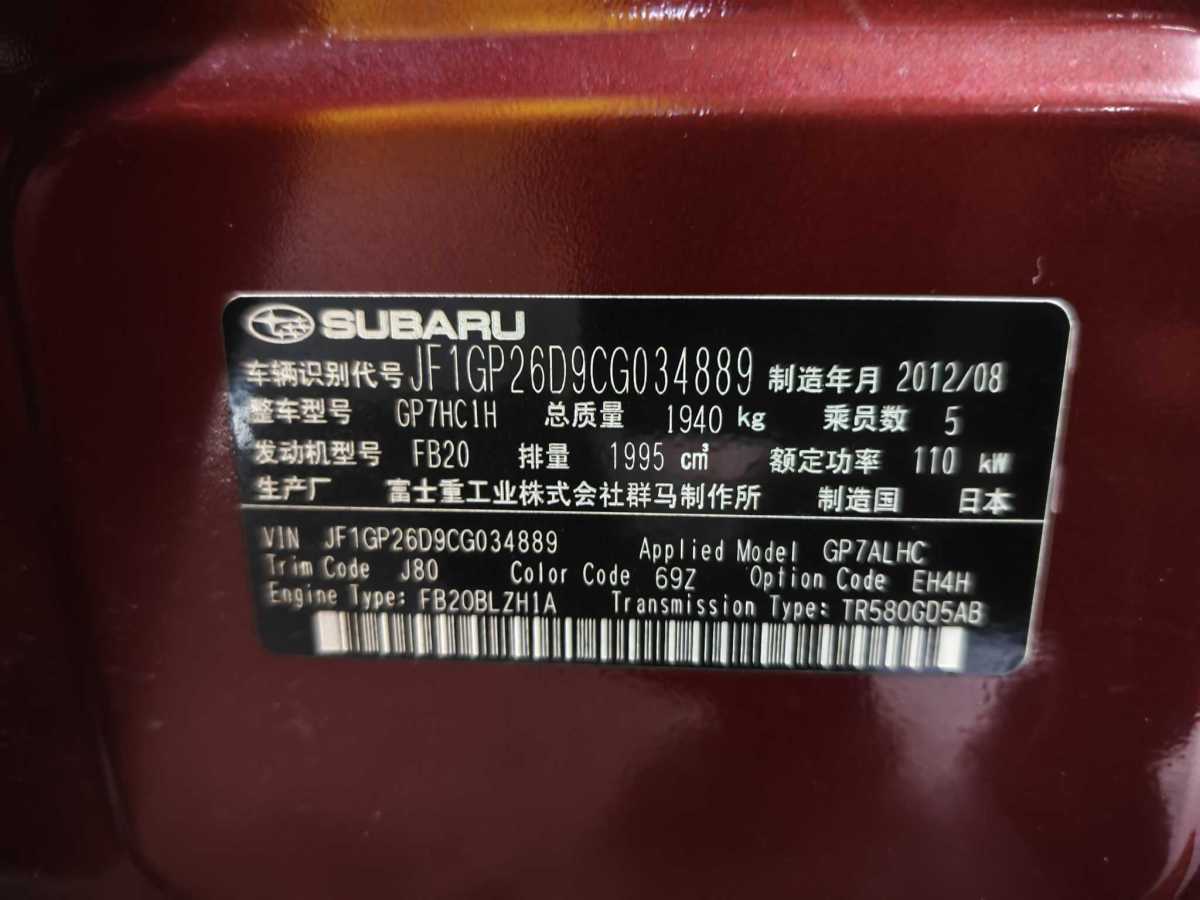 SUBARU
车辆识别代号 JF1GP26D9CG034889 制造年月 2012/08
整车型号 GP7HC1H 总质量 1940 kg 乘员数 5
发动机型号 FB20 排量 1995 cm³ 额定功率 110 kW
生产厂 富士重工业株式会社群马制作所 制造国 日本
VIN JF1GP26D9CG034889 Applied Model GP7ALHC
Trim Code J80 Color Code 69Z Option Code EH4H
Engine Type: FB20BLZH1A Transmission Type: TR580GD5AB